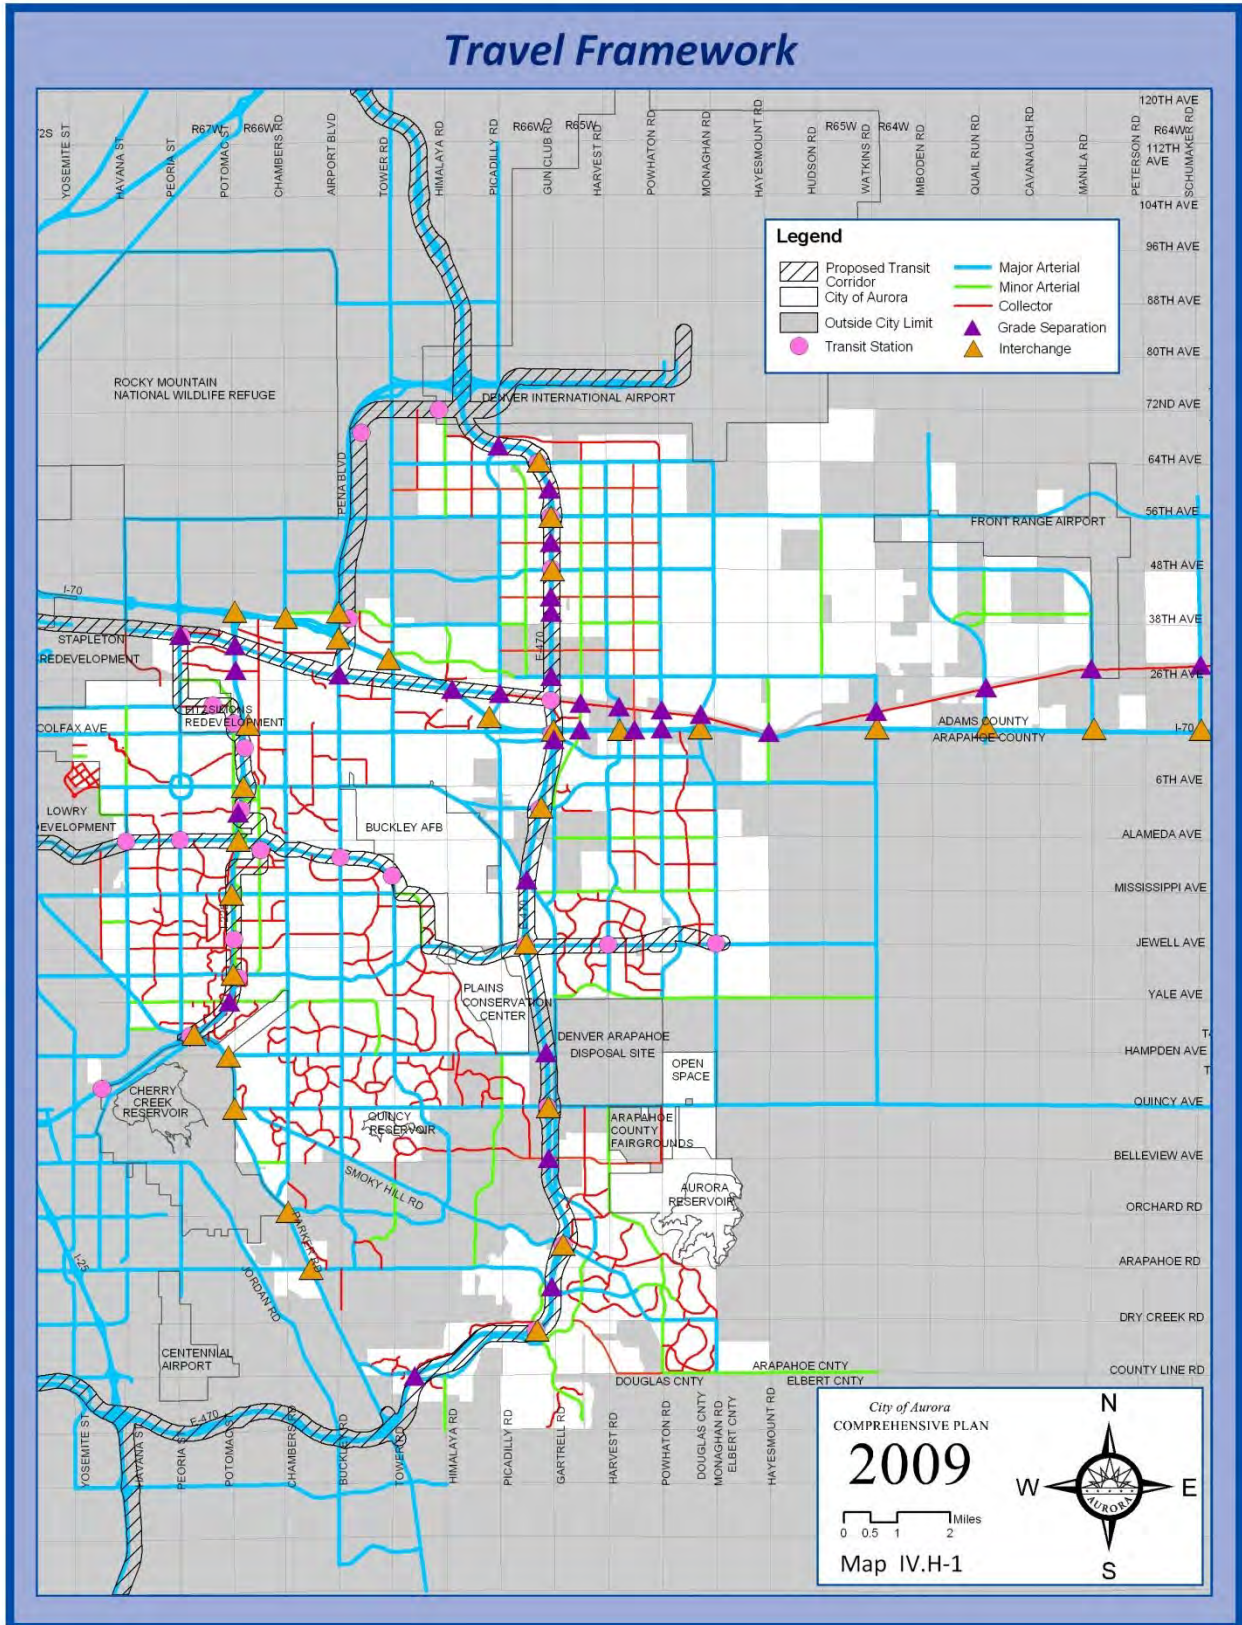 Travel Framework
120TH AVE
R67W
R66W
R66W
R65W
R65W
R64W
R64W
112TH
AVE
YOSEMITE ST
HAVANA ST
PEORIA ST
POTOMAC ST
CHAMBERS RD
AIRPORT BLVD
TOWER RD
HIMALAYA RD
PICADILLY RD
GUNCLUB RD
HARVEST RD
POWHATON RD
MONAGHAN RD
HAYESMOUNT RD
HUDSON RD
WATKINS RD
IMBODEN RD
QUAIL RUN RD
CAVANAUGH RD
MANILA RD
PETERSON RD
SCHUMAKER RD
104TH AVE
96TH AVE
88TH AVE
80TH AVE
72ND AVE
64TH AVE
56TH AVE
48TH AVE
38TH AVE
26TH AVE
I-70
6TH AVE
ALAMEDA AVE
MISSISSIPPI AVE
JEWELL AVE
YALE AVE
HAMPDEN AVE
QUINCY AVE
BELLEVIEW AVE
ORCHARD RD
ARAPAHOE RD
DRY CREEK RD
COUNTY LINE RD
Legend
Proposed Transit
Corridor
City of Aurora
Outside City Limit
Transit Station
Major Arterial
Minor Arterial
Collector
Grade Separation
Interchange
ROCKY MOUNTAIN
NATIONAL WILDLIFE REFUGE
DENVER INTERNATIONAL AIRPORT
PENA BLVD
FRONT RANGE AIRPORT
I-70
STAPLETON
REDEVELOPMENT
E-470
FITZSIMONS
REDEVELOPMENT
COLFAX AVE
ADAMS COUNTY
ARAPAHOE COUNTY
LOWRY
BUCKLEY AFB
E-470
PLAINS
CONSERVATION
CENTER
DENVER ARAPAHOE
DISPOSAL SITE
OPEN
SPACE
CHERRY
CREEK
RESERVOIR
QUINCY
RESERVOIR
ARAPAHOE
COUNTY
FAIRGROUNDS
SMOKY HILL RD
AURORA
RESERVOIR
PARKER RD
JORDAN RD
I-25
CENTENNIAL
AIRPORT
ARAPAHOE CNTY
DOUGLAS CNTY
ELBERT CNTY
E-470
YOSEMITE ST
HAVANA ST
PEORIA ST
POTOMAC ST
CHAMBERS RD
BUCKLEY RD
TOWER RD
HIMALAYA RD
PICADILLY RD
GARTRELL RD
HARVEST RD
POWHATON RD
DOUGLAS CNTY
MONAGHAN RD
ELBERT CNTY
HAYESMOUNT RD
City of Aurora
COMPREHENSIVE PLAN
2009
0 0.5 1 2 Miles
Map IV.H-1
N
W
E
S
AURORA